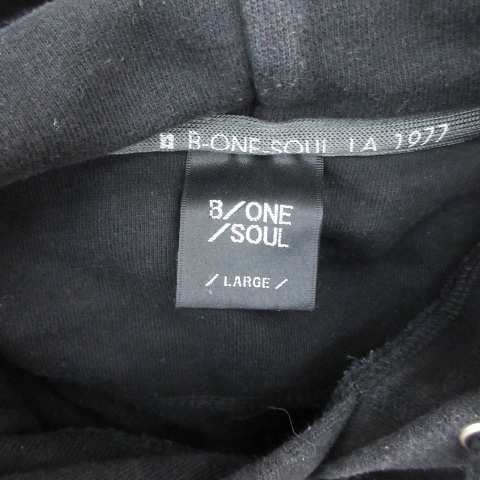 B-ONE-SOUL LA 1977
B/ONE
/SOUL
/ LARGE /